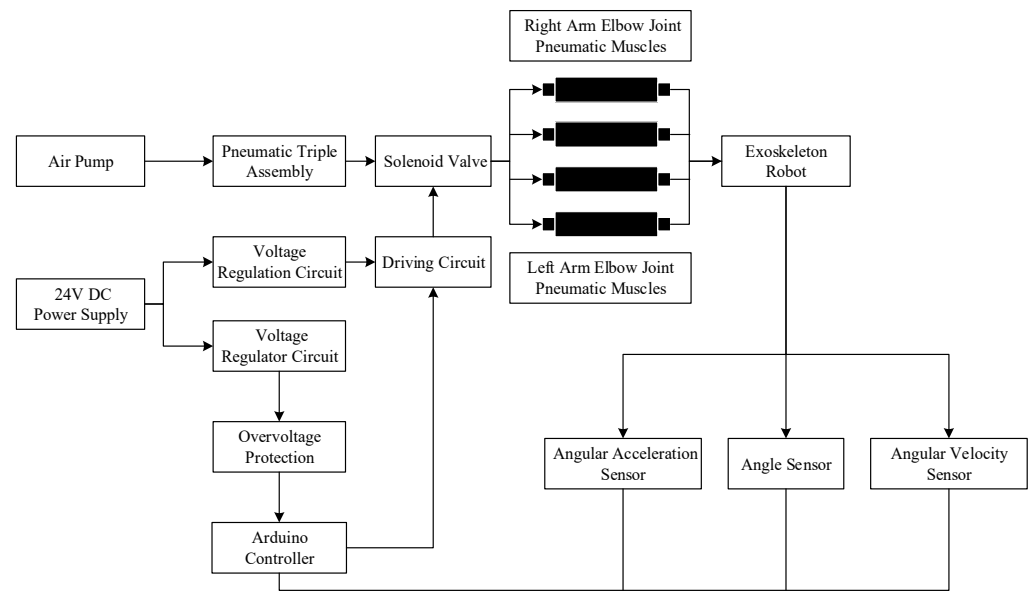 Right Arm Elbow Joint
Pneumatic Muscles
Air Pump
Pneumatic Triple
Assembly
Solenoid Valve
Exoskeleton
Robot
Voltage
Regulation Circuit
Driving Circuit
Left Arm Elbow Joint
Pneumatic Muscles
24V DC
Power Supply
Voltage
Regulator Circuit
Overvoltage
Protection
Angular Acceleration
Sensor
Angle Sensor
Angular Velocity
Sensor
Arduino
Controller